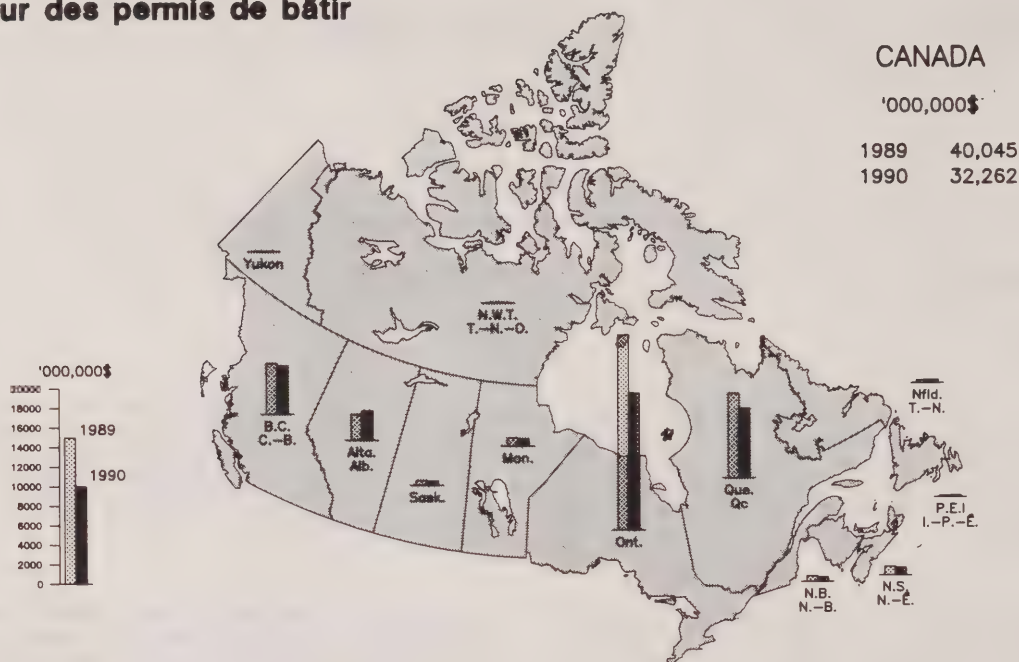 ur des permis de bâtir
CANADA
'000,000$
1989 40,045
1990 32,262
Yukon
N.W.T.
T.-N.-O.
'000,000$
20000
18000
16000
14000
12000
10000
8000
6000
4000
2000
0
1989
1990
B.C.
C.-B.
Alta.
Alb.
Sask.
Man.
Ont.
Que.
Qc
Nfld.
T.-N.
P.E.I
I.-P.-É.
N.S.
N.-É.
N.B.
N.-B.